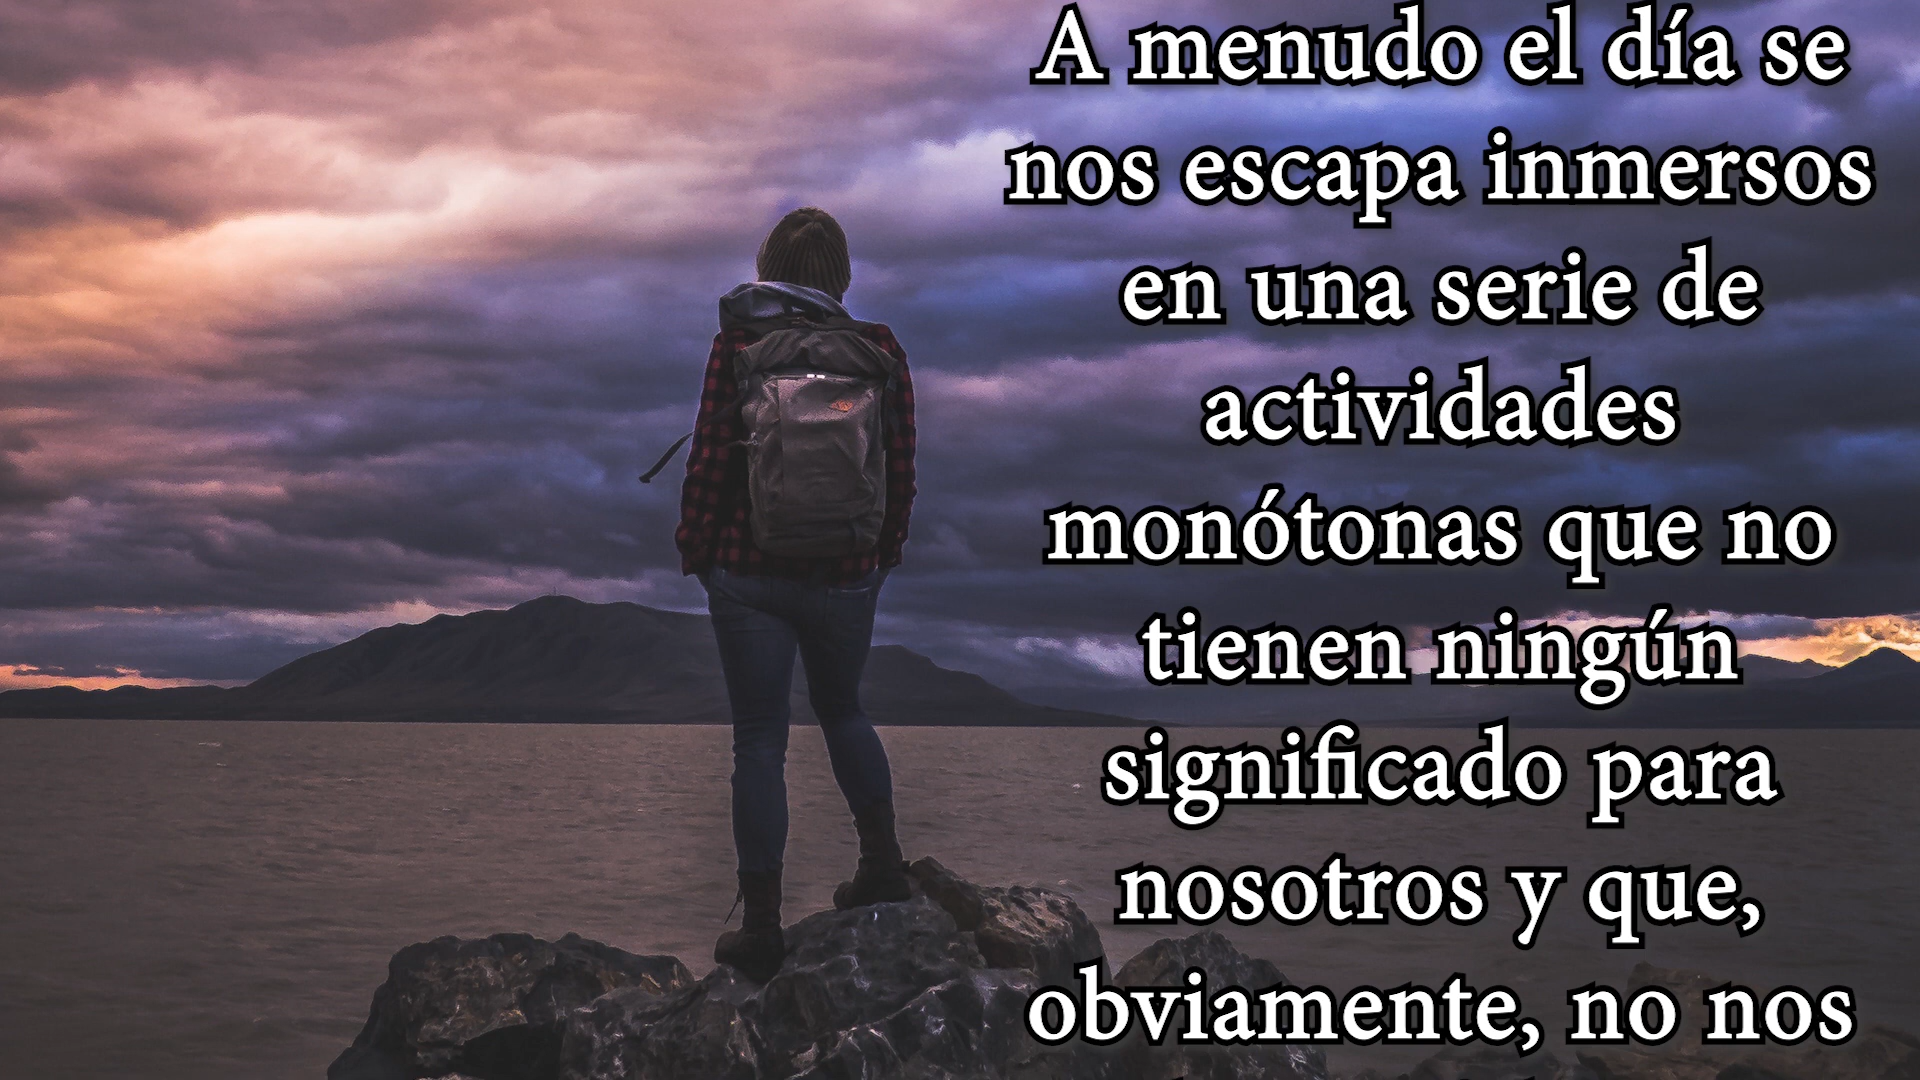 A menudo el día se
nos escapa inmersos
en una serie de
actividades
monótonas que no
tienen ningún
significado para
nosotros y que,
obviamente, no nos